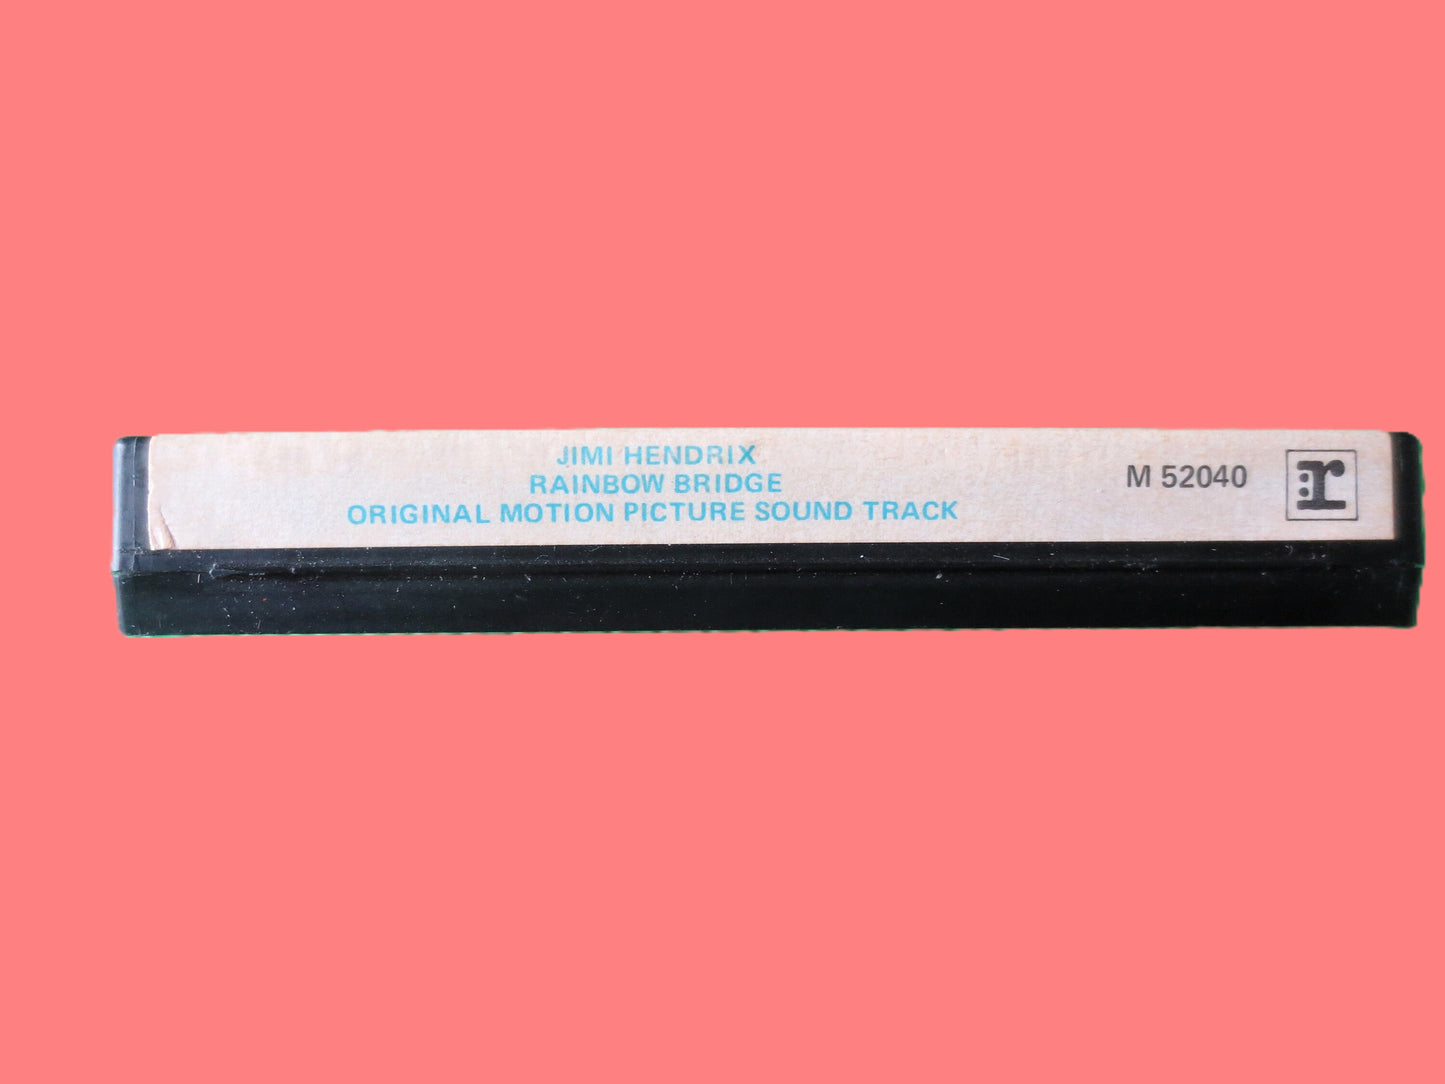 JIMI HENDRIX
RAINBOW BRIDGE
ORIGINAL MOTION PICTURE SOUND TRACK
M 52040
r